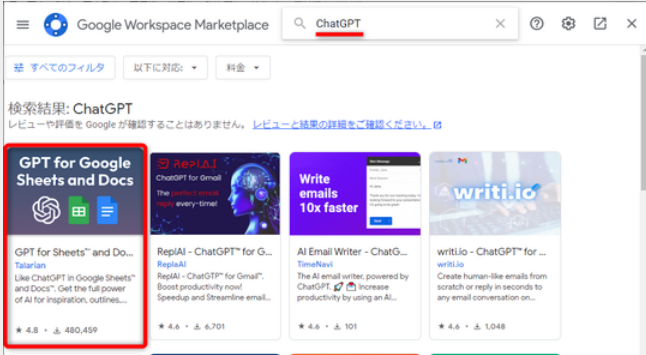 Google Workspace Marketplace
ChatGPT
すべてのフィルタ
以下に対応:
料金
検索結果: ChatGPT
レビューや評価を Google が確認することはありません。 レビューと結果の詳細をご確認ください。
GPT for Google
Sheets and Docs
GPT for Sheets™ and Do...
Talarian
Like ChatGPT in Google Sheets™
and Docs™. Get the full power
of AI for inspiration, outlines,...
4.8 • 480,459
ReplAI
ChatGPT for Gmail
The perfect email
reply every-time!
ReplAI - ChatGPT™ for G...
ReplaAI
ReplAI - ChatGTP™ for Gmail™.
Boost productivity now!
Speedup and Streamline email...
4.6 • 6,701
Write
emails
10x faster
AI Email Writer - ChatG...
TimeNavi
The AI email writer, powered by
ChatGPT. 🚀 Increase
productivity by using an AI...
4.6 • 101
writi.io
writi.io - ChatGPT™ for ...
writi.io
Create human-like emails from
scratch or reply in seconds to
any email conversation on...
4.6 • 1,048